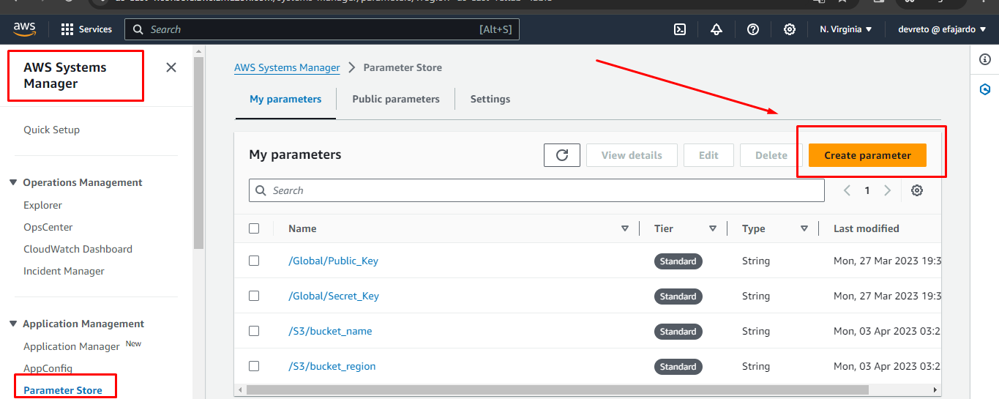 aws
Services
Search
[Alt+S]
N. Virginia
devreto @ efajardo
AWS Systems
Manager
Quick Setup
Operations Management
Explorer
OpsCenter
CloudWatch Dashboard
Incident Manager
Application Management
Application Manager New
AppConfig
Parameter Store
AWS Systems Manager
Parameter Store
My parameters
Public parameters
Settings
My parameters
View details
Edit
Delete
Create parameter
Search
1
Name Tier Type Last modified
/Global/Public_Key Standard String Mon, 27 Mar 2023 19:3
/Global/Secret_Key Standard String Mon, 27 Mar 2023 19:3
/S3/bucket_name Standard String Mon, 03 Apr 2023 03:2
/S3/bucket_region Standard String Mon, 03 Apr 2023 03:2